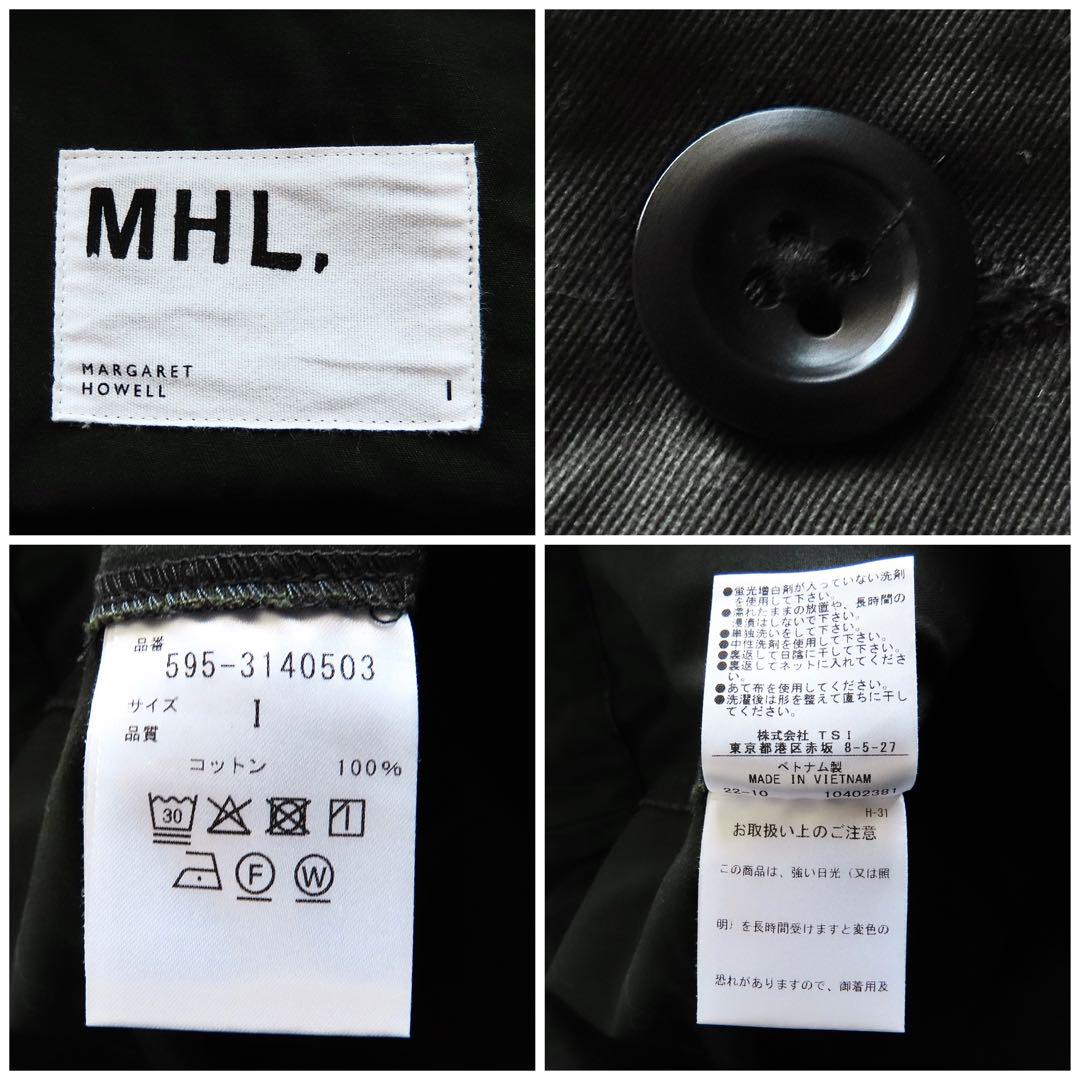 MHL.
MARGARET
HOWELL
I
品番
595-3140503
サイズ I
品質
コットン 100%
30
F W
●蛍光増白剤が入っていない洗剤
を使用して下さい。
●濡れたままの放置や、長時間の
浸漬はしないで下さい。
●単独洗いをして下さい。
●中性洗剤を使用して下さい。
●裏返して日陰に干して下さい。
●裏返してネットに入れてくださ
い。
●あて布を使用してください。
●洗濯後は形を整えて直ちに干し
てください。
株式会社 TSI
東京都港区赤坂 8-5-27
ベトナム製
MADE IN VIETNAM
22-10 10402381
H-31
お取扱い上のご注意
この商品は、強い日光（又は照
明）を長時間受けますと変色の
恐れがありますので、御着用及